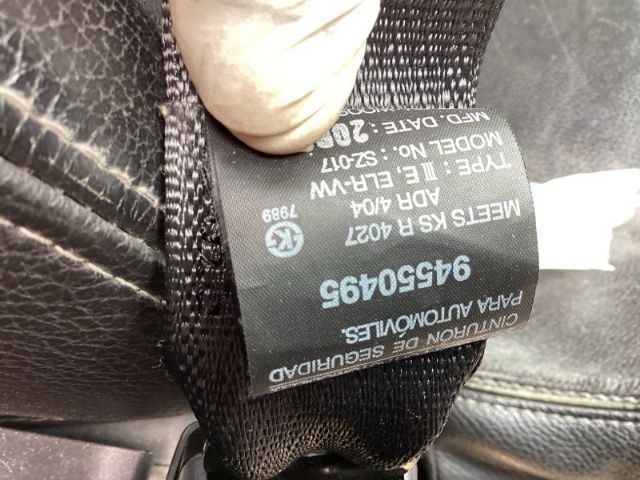 CINTURÓN DE SEGURIDAD
PARA AUTOMÓVILES.
94550495
MEETS KS R 4027
ADR 4/04
7989
TYPE : ⅢE, ELR-VW
MODEL No.: SZ-017
MFD. DATE :